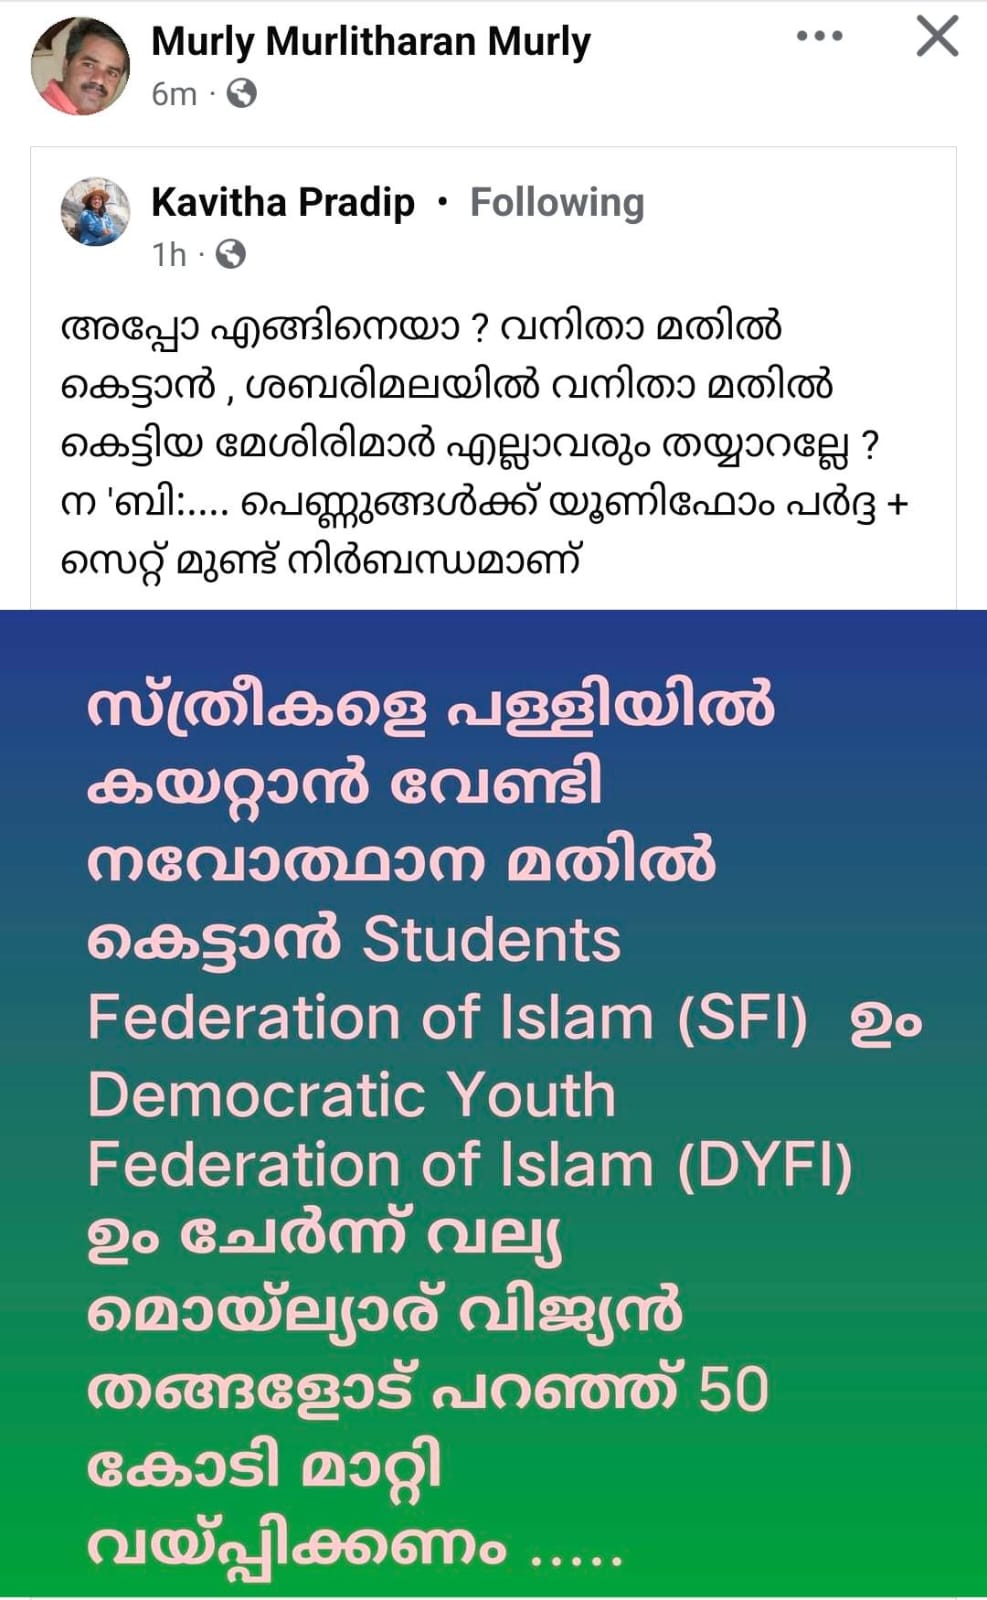 Murly Murlitharan Murly
6m ·
Kavitha Pradip • Following
1h ·
അപ്പോ എങ്ങിനെയാ ? വനിതാ മതിൽ
കെട്ടാൻ , ശബരിമലയിൽ വനിതാ മതിൽ
കെട്ടിയ മേശിരിമാർ എല്ലാവരും തയ്യാറല്ലേ ?
ന 'ബി:.... പെണ്ണുങ്ങൾക്ക് യൂണിഫോം പർദ്ദ +
സെറ്റ് മുണ്ട് നിർബന്ധമാണ്
സ്ത്രീകളെ പള്ളിയിൽ
കയറ്റാൻ വേണ്ടി
നവോത്ഥാന മതിൽ
കെട്ടാൻ Students
Federation of Islam (SFI) ഉം
Democratic Youth
Federation of Islam (DYFI)
ഉം ചേർന്ന് വല്യ
മൊയ്ല്യാര് വിജ്യൻ
തങ്ങളോട് പറഞ്ഞ് 50
കോടി മാറ്റി
വയ്പ്പിക്കണം .....